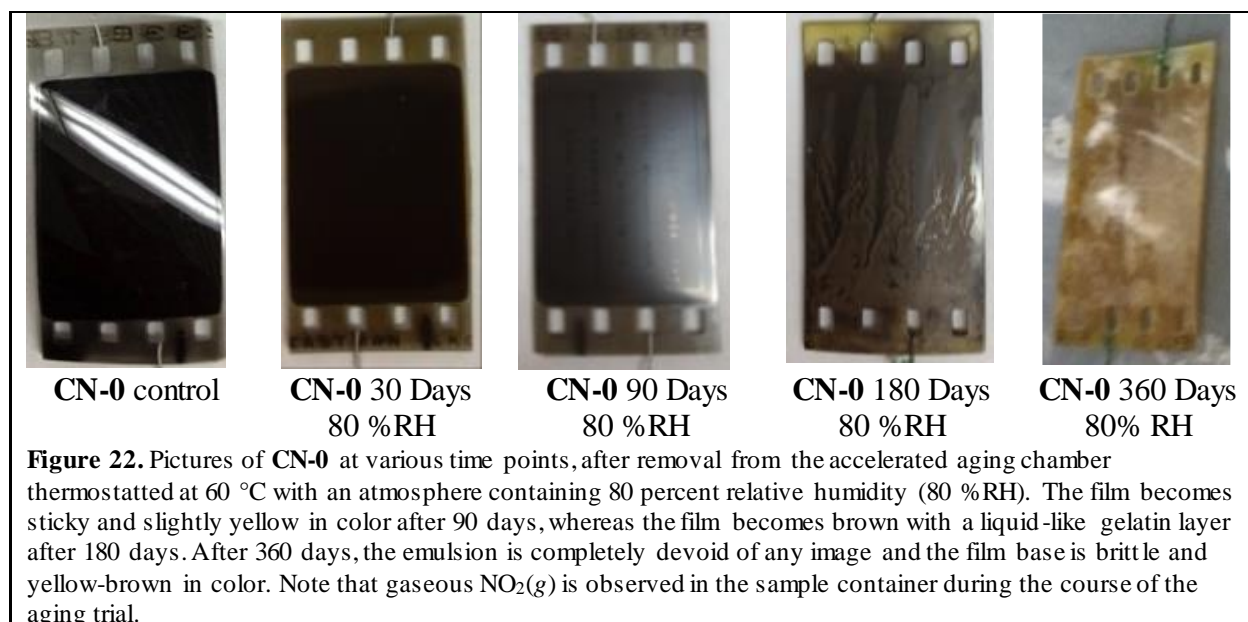 EASTERN
CN-0 control
CN-0 30 Days
80 %RH
CN-0 90 Days
80 %RH
CN-0 180 Days
80 %RH
CN-0 360 Days
80% RH
Figure 22. Pictures of CN-0 at various time points, after removal from the accelerated aging chamber
thermostatted at 60 °C with an atmosphere containing 80 percent relative humidity (80 %RH). The film becomes
sticky and slightly yellow in color after 90 days, whereas the film becomes brown with a liquid-like gelatin layer
after 180 days. After 360 days, the emulsion is completely devoid of any image and the film base is brittle and
yellow-brown in color. Note that gaseous NO₂(g) is observed in the sample container during the course of the
aging trial.